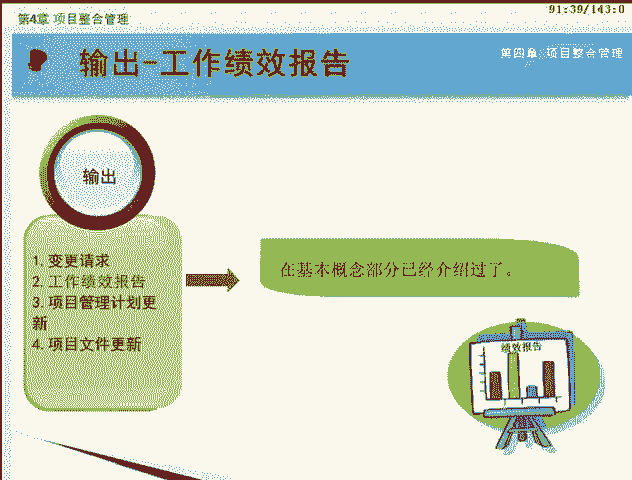 第4章 项目整合管理
91:39/143:0
输出-工作绩效报告
第四章 项目整合管理
输出
1. 变更请求
2. 工作绩效报告
3. 项目管理计划更
新
4. 项目文件更新
在基本概念部分已经介绍过了。
绩效报告